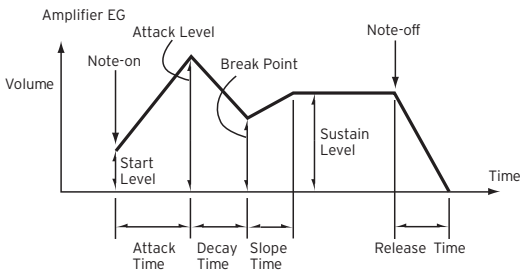 Amplifier EG
Attack Level
Note-off
Note-on
Break Point
Volume
Sustain
Level
Start
Level
Time
Attack
Time
Decay
Time
Slope
Time
Release Time